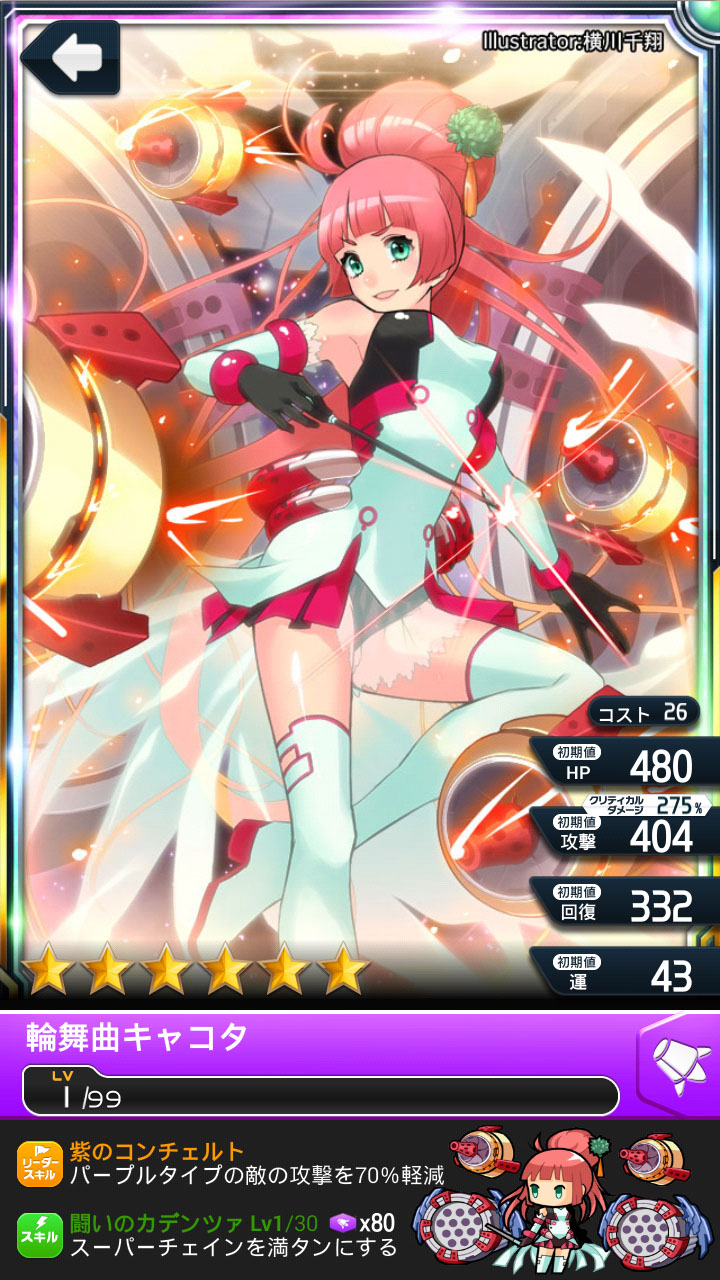 Illustrator:横川千翔
コスト 26
初期値
HP 480
クリティカル
ダメージ 275%
初期値
攻撃 404
初期値
回復 332
初期値
運 43
輪舞曲キャコタ
LV
1/99
リーダー
スキル
紫のコンチェルト
パープルタイプの敵の攻撃を70%軽減
スキル
闘いのカデンツァ Lv1/30 x80
スーパーチェインを満タンにする